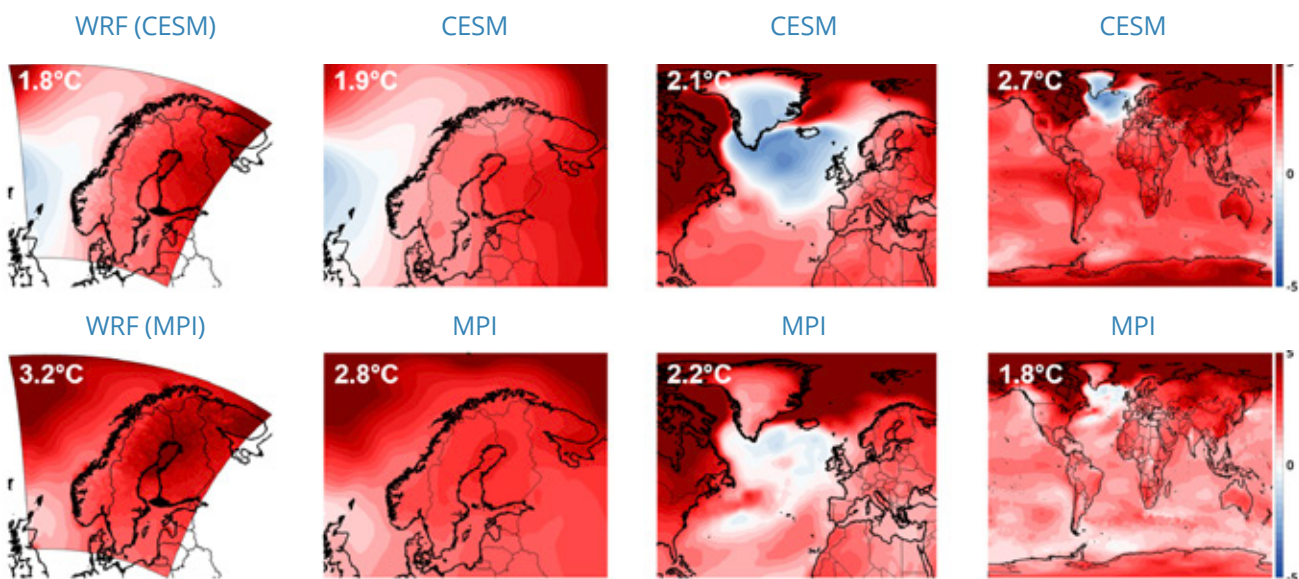 WRF (CESM) CESM CESM CESM
1.8°C 1.9°C 2.1°C 2.7°C
0
-5
WRF (MPI) MPI MPI MPI
3.2°C 2.8°C 2.2°C 1.8°C
5
0